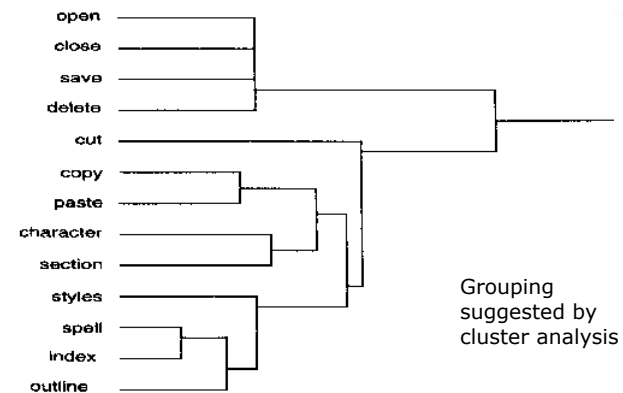 open
close
save
delete
cut
copy
paste
character
section
styles
spell
index
outline
Grouping
suggested by
cluster analysis